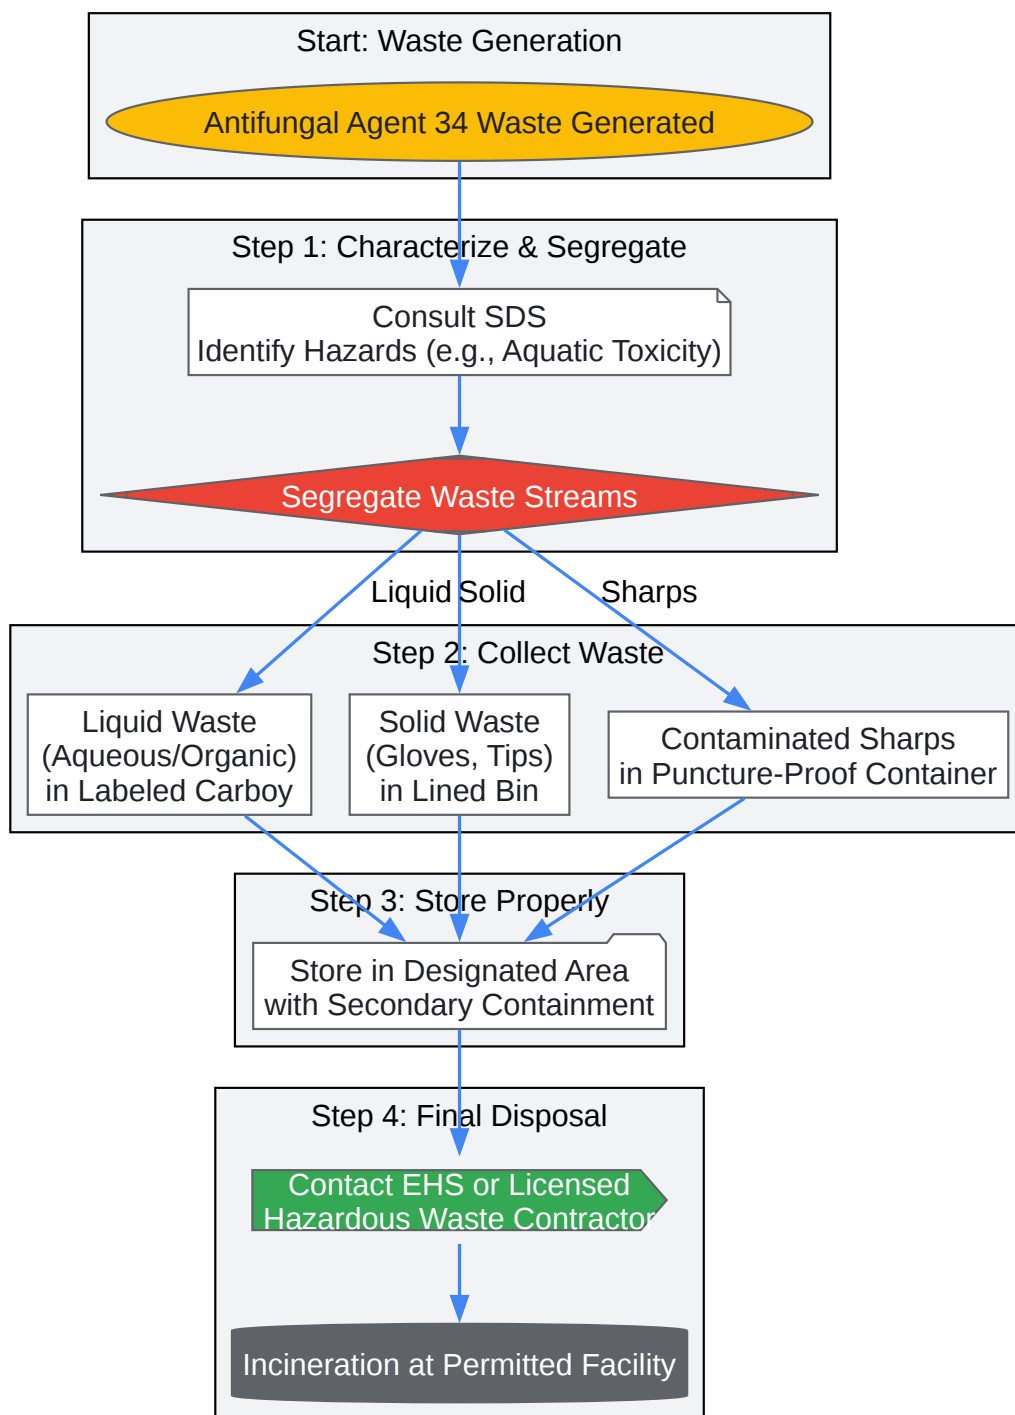 Start: Waste Generation
Antifungal Agent 34 Waste Generated
Step 1: Characterize & Segregate
Consult SDS
Identify Hazards (e.g., Aquatic Toxicity)
Segregate Waste Streams
Liquid
Solid
Sharps
Step 2: Collect Waste
Liquid Waste
(Aqueous/Organic)
in Labeled Carboy
Solid Waste
(Gloves, Tips)
in Lined Bin
Contaminated Sharps
in Puncture-Proof Container
Step 3: Store Properly
Store in Designated Area
with Secondary Containment
Step 4: Final Disposal
Contact EHS or Licensed
Hazardous Waste Contractor
Incineration at Permitted Facility